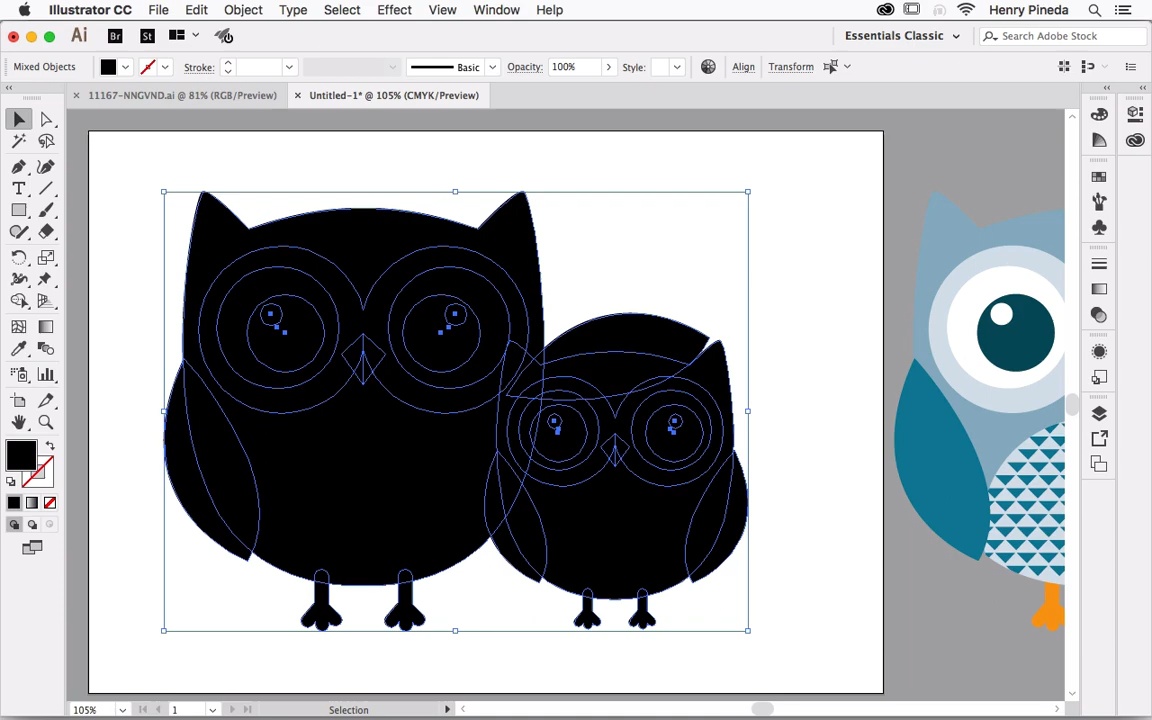 Illustrator CC File Edit Object Type Select Effect View Window Help Henry Pineda
Ai Br St Essentials Classic Search Adobe Stock
Mixed Objects Stroke: Basic Opacity: 100% Style: Align Transform
× 11167-NNGVND.ai @ 81% (RGB/Preview) × Untitled-1* @ 105% (CMYK/Preview)
T
105% 1 Selection